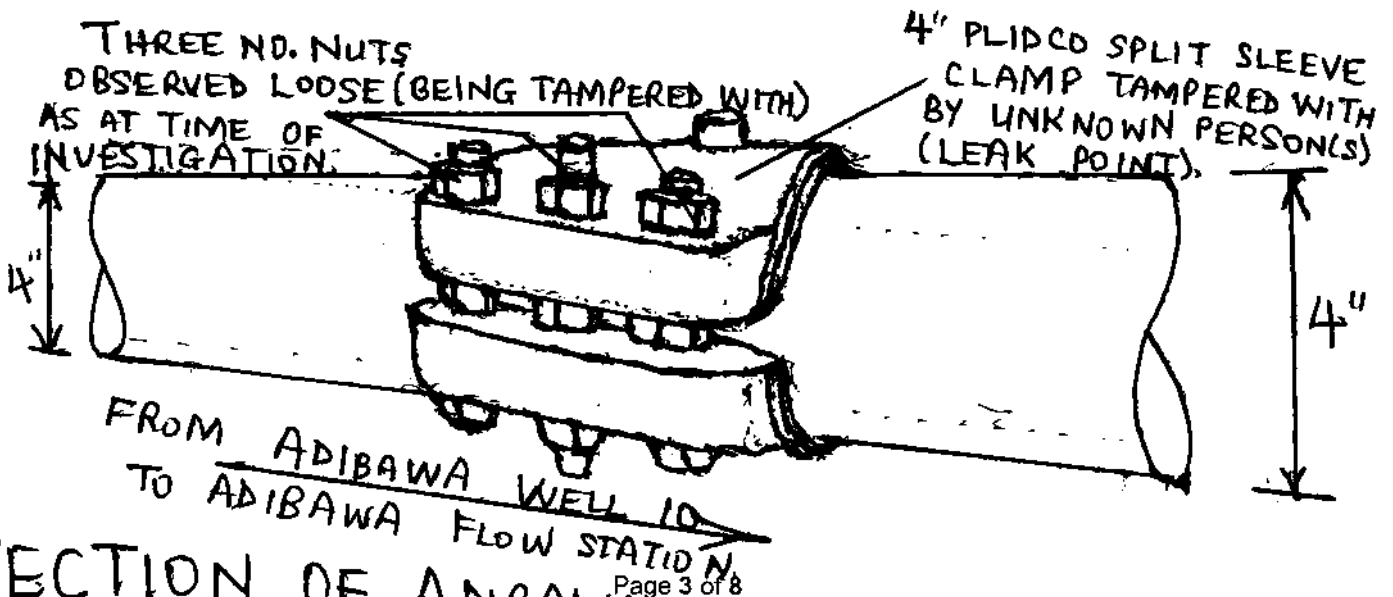 THREE NO. NUTS
OBSERVED LOOSE (BEING TAMPERED WITH)
AS AT TIME OF
INVESTIGATION.
4" PLIDCO SPLIT SLEEVE
CLAMP TAMPERED WITH
BY UNKNOWN PERSON(S)
(LEAK POINT).
4"
4"
FROM ADIBAWA WELL 10
TO ADIBAWA FLOW STATION.
ECTION OF
Page 3 of 8